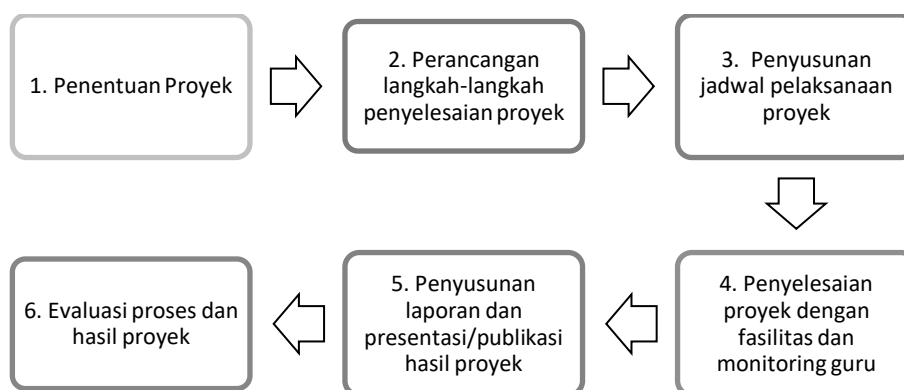 1. Penentuan Proyek
2. Perancangan
langkah-langkah
penyelesaian proyek
3. Penyusunan
jadwal pelaksanaan
proyek
4. Penyelesaian
proyek dengan
fasilitas dan
monitoring guru
5. Penyusunan
laporan dan
presentasi/publikasi
hasil proyek
6. Evaluasi proses dan
hasil proyek